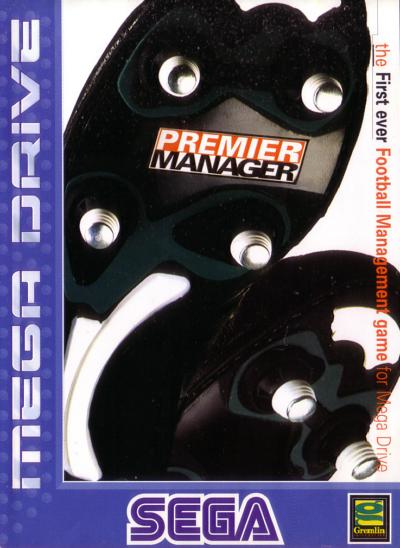 MEGA DRIVE
PREMIER
MANAGER
the First ever Football Management game for Mega Drive
SEGA
g
Gremlin